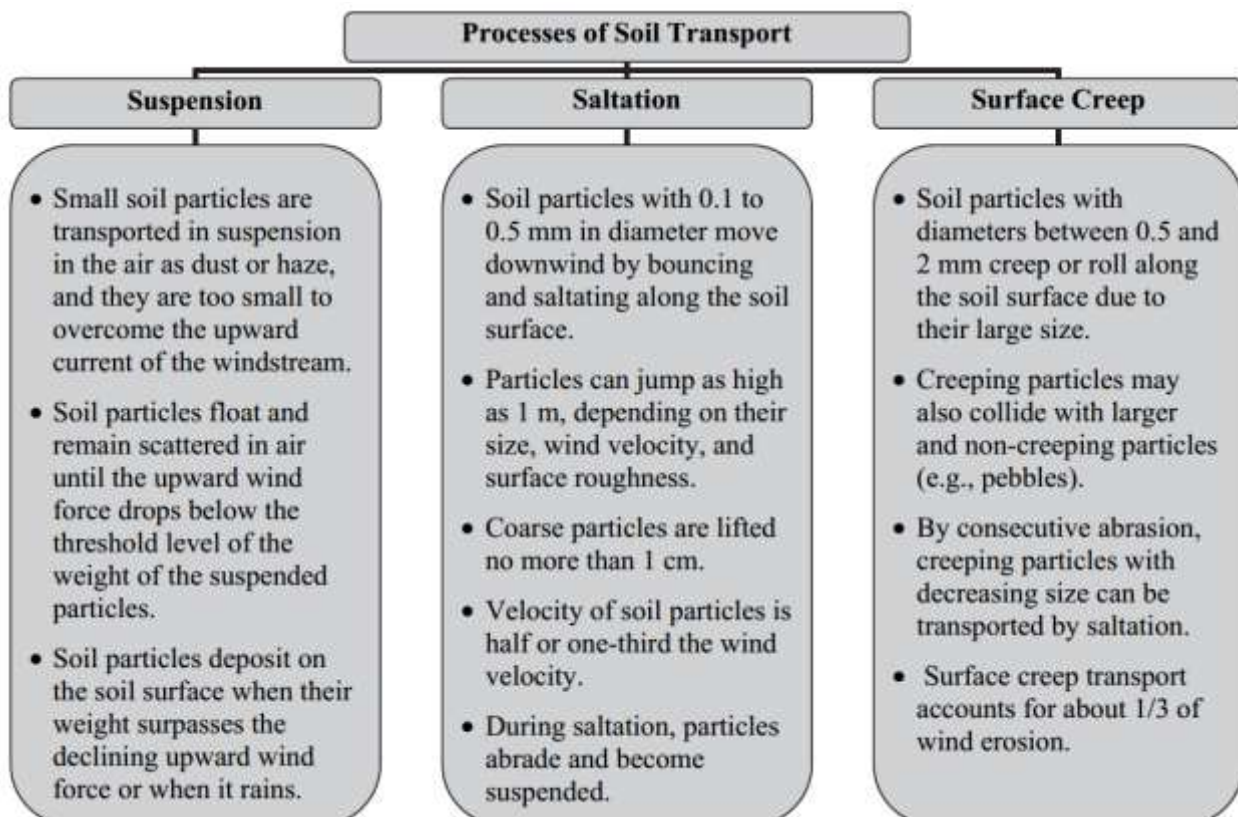 Processes of Soil Transport
Suspension
Saltation
Surface Creep
• Small soil particles are
transported in suspension
in the air as dust or haze,
and they are too small to
overcome the upward
current of the windstream.
• Soil particles float and
remain scattered in air
until the upward wind
force drops below the
threshold level of the
weight of the suspended
particles.
• Soil particles deposit on
the soil surface when their
weight surpasses the
declining upward wind
force or when it rains.
• Soil particles with 0.1 to
0.5 mm in diameter move
downwind by bouncing
and saltating along the soil
surface.
• Particles can jump as high
as 1 m, depending on their
size, wind velocity, and
surface roughness.
• Coarse particles are lifted
no more than 1 cm.
• Velocity of soil particles is
half or one-third the wind
velocity.
• During saltation, particles
abrade and become
suspended.
• Soil particles with
diameters between 0.5 and
2 mm creep or roll along
the soil surface due to
their large size.
• Creeping particles may
also collide with larger
and non-creeping particles
(e.g., pebbles).
• By consecutive abrasion,
creeping particles with
decreasing size can be
transported by saltation.
• Surface creep transport
accounts for about 1/3 of
wind erosion.